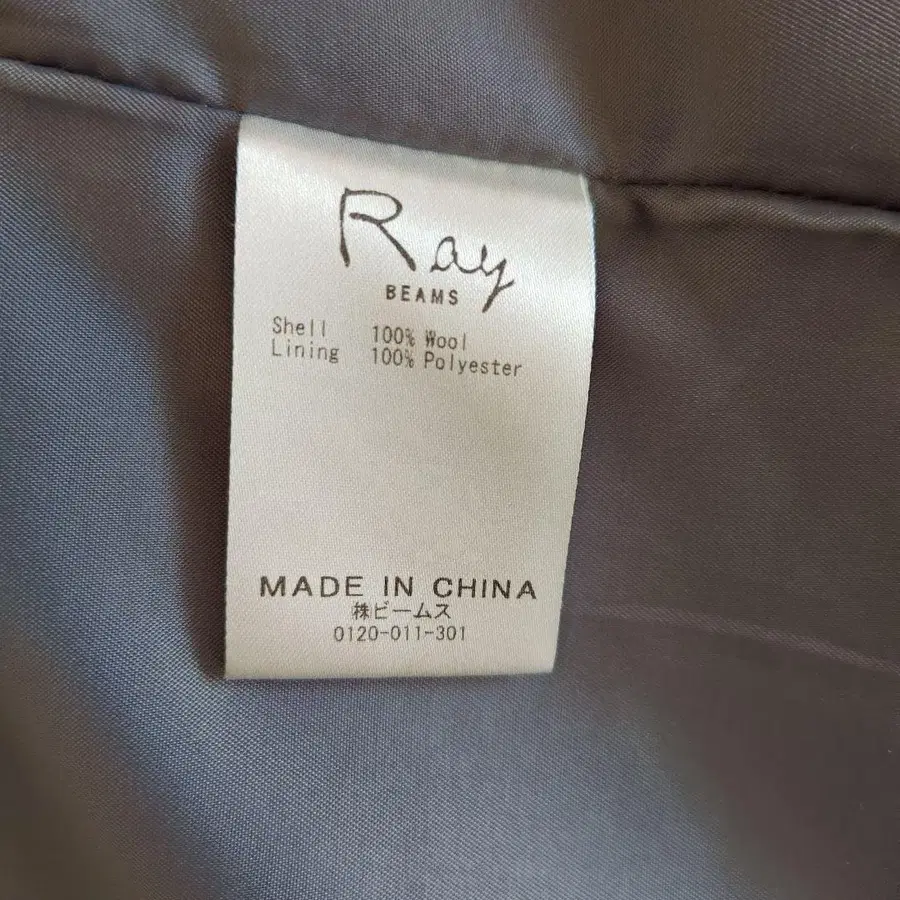 Ray
BEAMS
Shell 100% Wool
Lining 100% Polyester
MADE IN CHINA
㈱ビームス
0120-011-301